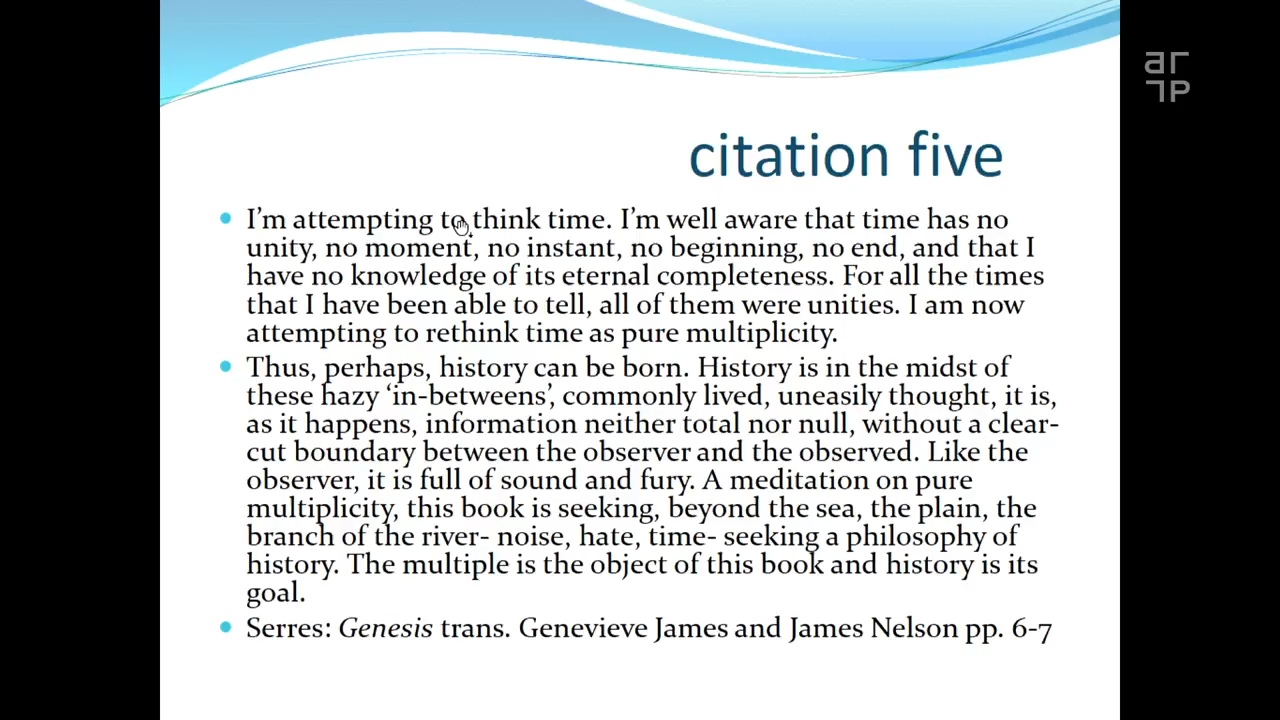 ar
P
citation five
I'm attempting to think time. I'm well aware that time has no
unity, no moment, no instant, no beginning, no end, and that I
have no knowledge of its eternal completeness. For all the times
that I have been able to tell, all of them were unities. I am now
attempting to rethink time as pure multiplicity.
Thus, perhaps, history can be born. History is in the midst of
these hazy 'in-betweens', commonly lived, uneasily thought, it is,
as it happens, information neither total nor null, without a clear-
cut boundary between the observer and the observed. Like the
observer, it is full of sound and fury. A meditation on pure
multiplicity, this book is seeking, beyond the sea, the plain, the
branch of the river- noise, hate, time- seeking a philosophy of
history. The multiple is the object of this book and history is its
goal.
Serres: Genesis trans. Genevieve James and James Nelson pp. 6-7